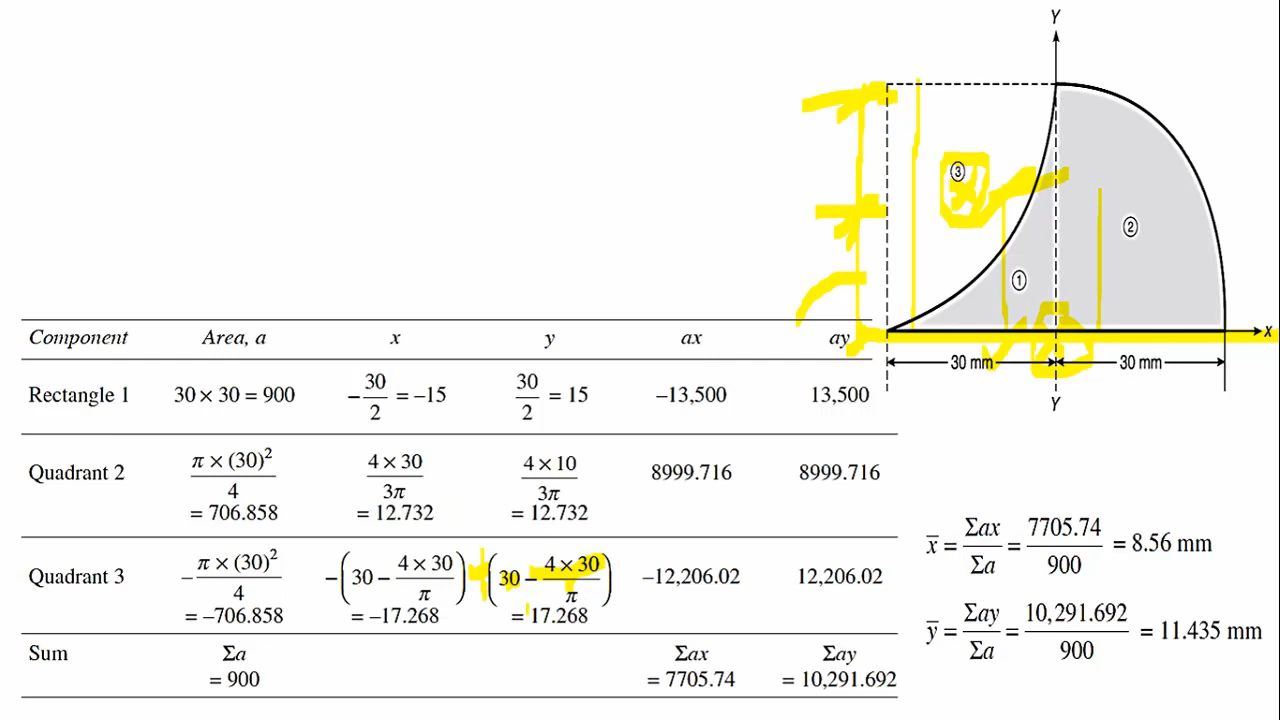 Y
③
②
①
X
30 mm 30 mm
Y
Component Area, a x y ax ay
Rectangle 1 30 × 30 = 900 −30/2 = −15 30/2 = 15 −13,500 13,500
Quadrant 2 π × (30)²/4 4 × 30/3π 4 × 10/3π 8999.716 8999.716
= 706.858 = 12.732 = 12.732
Quadrant 3 −π × (30)²/4 −(30 − 4 × 30/π) (30 − 4 × 30/π) −12,206.02 12,206.02
= −706.858 = −17.268 = 17.268
Sum Σa Σax Σay
= 900 = 7705.74 = 10,291.692
x̅ = Σax/Σa = 7705.74/900 = 8.56 mm
y̅ = Σay/Σa = 10,291.692/900 = 11.435 mm